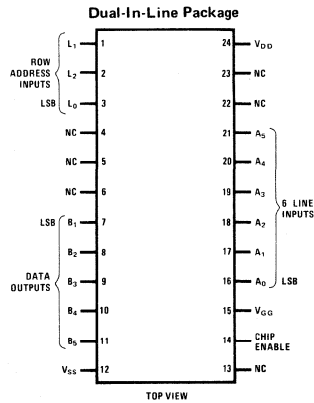 Dual-In-Line Package
L₁ 1 24 V_DD
ROW ADDRESS INPUTS
L₂ 2 23 NC
LSB L₀ 3 22 NC
NC 4 21 A₅
NC 5 20 A₄
NC 6 19 A₃
6 LINE INPUTS
LSB B₁ 7 18 A₂
B₂ 8 17 A₁
DATA OUTPUTS
B₃ 9 16 A₀ LSB
B₄ 10 15 V_GG
B₅ 11 14 CHIP ENABLE
V_SS 12 13 NC
TOP VIEW